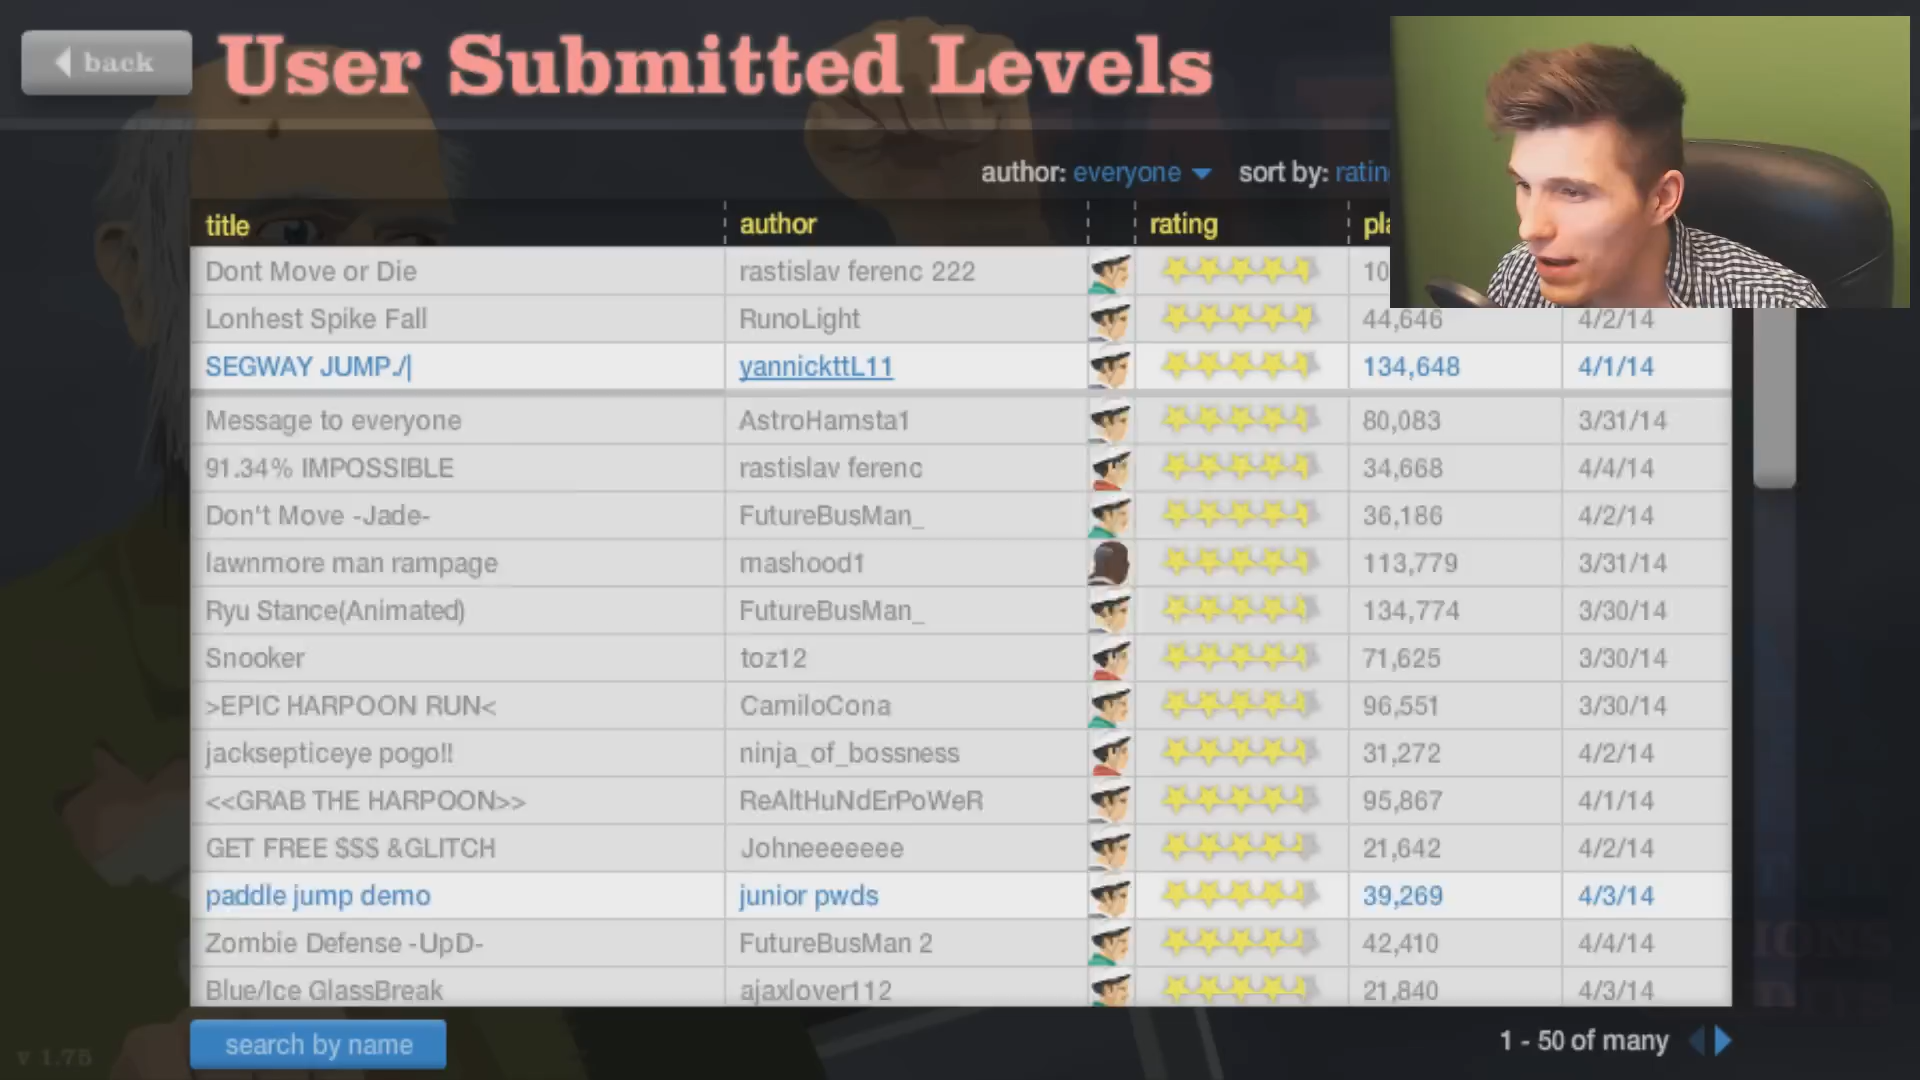 back
User Submitted Levels
author: everyone sort by:
title author rating
Dont Move or Die rastislav ferenc 222 10
Lonhest Spike Fall RunoLight 44,646 4/2/14
SEGWAY JUMP./| yannickttL11 134,648 4/1/14
Message to everyone AstroHamsta1 80,083 3/31/14
91.34% IMPOSSIBLE rastislav ferenc 34,668 4/4/14
Don't Move -Jade- FutureBusMan_ 36,186 4/2/14
lawnmore man rampage mashood1 113,779 3/31/14
Ryu Stance(Animated) FutureBusMan_ 134,774 3/30/14
Snooker toz12 71,625 3/30/14
>EPIC HARPOON RUN< CamiloCona 96,551 3/30/14
jacksepticeye pogo!! ninja_of_bossness 31,272 4/2/14
<<GRAB THE HARPOON>> ReAltHuNdErPoWeR 95,867 4/1/14
GET FREE $$$ &GLITCH Johneeeeeee 21,642 4/2/14
paddle jump demo junior pwds 39,269 4/3/14
Zombie Defense -UpD- FutureBusMan 2 42,410 4/4/14
Blue/Ice GlassBreak ajaxlover112 21,840 4/3/14
search by name
1 - 50 of many
v 1.75